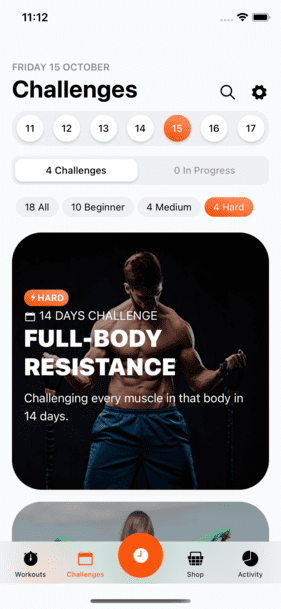 11:12
FRIDAY 15 OCTOBER
Challenges
11 12 13 14 15 16 17
4 Challenges 0 In Progress
18 All 10 Beginner 4 Medium 4 Hard
HARD
14 DAYS CHALLENGE
FULL-BODY
RESISTANCE
Challenging every muscle in that body in
14 days.
Workouts Challenges Shop Activity